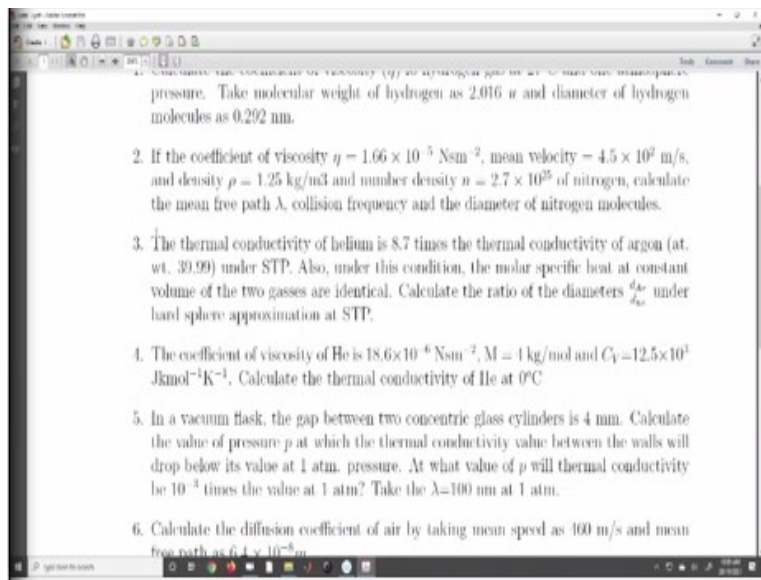 pressure. Take molecular weight of hydrogen as 2.016 u and diameter of hydrogen
molecules as 0.292 nm.
2. If the coefficient of viscosity η = 1.66 × 10⁻⁵ Nsm⁻², mean velocity = 4.5 × 10² m/s,
and density ρ = 1.25 kg/m3 and number density n = 2.7 × 10²⁵ of nitrogen, calculate
the mean free path λ, collision frequency and the diameter of nitrogen molecules.
3. The thermal conductivity of helium is 8.7 times the thermal conductivity of argon (at.
wt. 39.99) under STP. Also, under this condition, the molar specific heat at constant
volume of the two gasses are identical. Calculate the ratio of the diameters under
hard sphere approximation at STP.
4. The coefficient of viscosity of He is 18.6×10⁻⁶ Nsm⁻², M = 4 kg/mol and C_V=12.5×10³
Jkmol⁻¹K⁻¹. Calculate the thermal conductivity of He at 0°C
5. In a vacuum flask, the gap between two concentric glass cylinders is 4 mm. Calculate
the value of pressure p at which the thermal conductivity value between the walls will
drop below its value at 1 atm. pressure. At what value of p will thermal conductivity
be 10⁻³ times the value at 1 atm? Take the λ=100 nm at 1 atm.
6. Calculate the diffusion coefficient of air by taking mean speed as 460 m/s and mean
free path as 6.4 × 10⁻⁸m